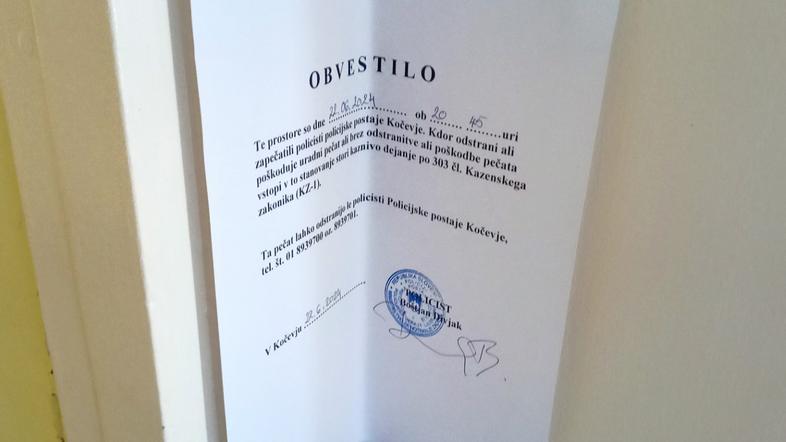 OBVESTILO
Te prostore so dne 22.06.2024 ob 20 45 uri
zapečatili policisti policijske postaje Kočevje. Kdor odstrani ali
poškoduje uradni pečat ali brez odstranitve ali poškodbe pečata
vstopi v to stanovanje stori kaznivo dejanje po 303 čl. Kazenskega
zakonika (KZ-1).
Ta pečat lahko odstranijo le policisti Policijske postaje Kočevje,
tel. št. 01 8939700 oz. 8939701.
V Kočevju 22.6.2024
POLICIST
Boštjan Divjak